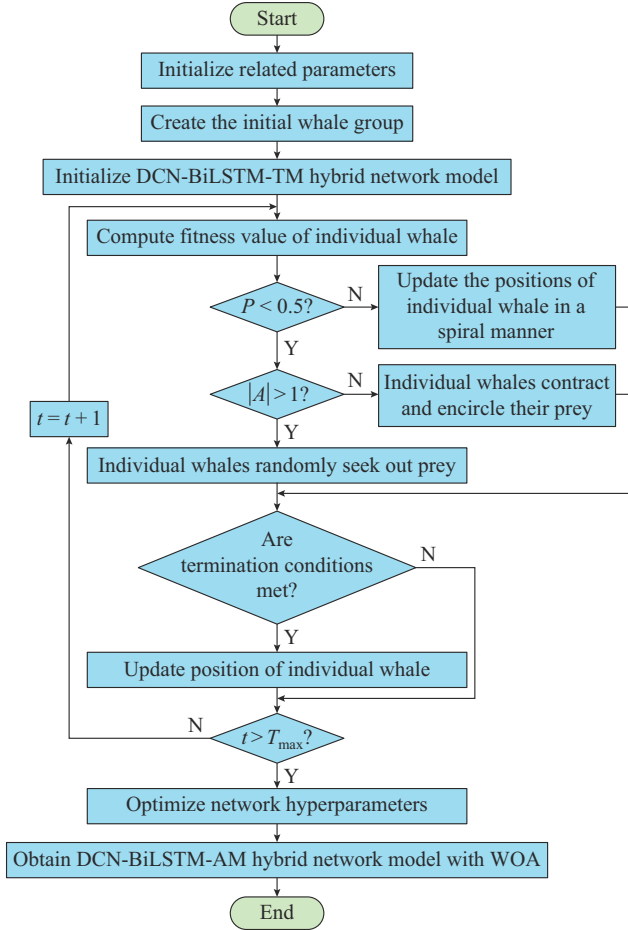 Start
Initialize related parameters
Create the initial whale group
Initialize DCN-BiLSTM-TM hybrid network model
Compute fitness value of individual whale
P < 0.5?
N
Update the positions of
individual whale in a
spiral manner
Y
|A| > 1?
N
Individual whales contract
and encircle their prey
t = t + 1
Y
Individual whales randomly seek out prey
Are
termination conditions
met?
N
Y
Update position of individual whale
N
t > Tmax?
Y
Optimize network hyperparameters
Obtain DCN-BiLSTM-AM hybrid network model with WOA
End